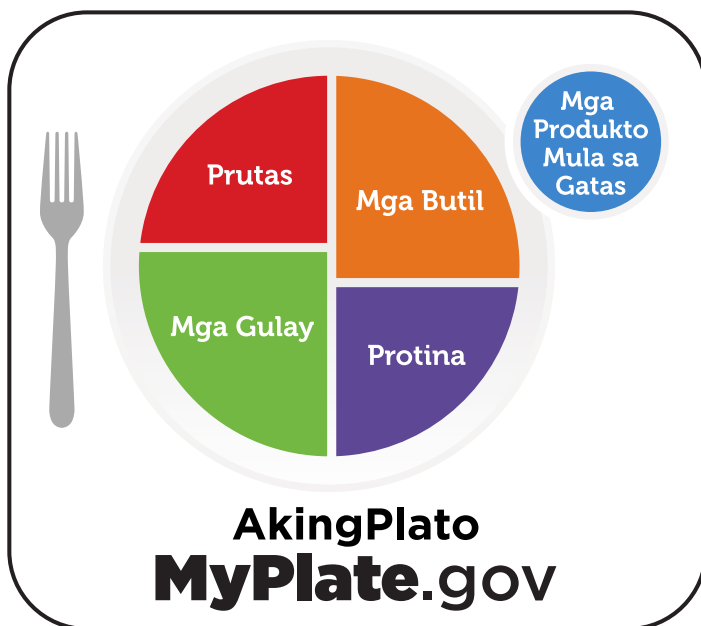 Prutas
Mga Butil
Mga Gulay
Protina
Mga
Produkto
Mula sa
Gatas
AkingPlato
MyPlate.gov